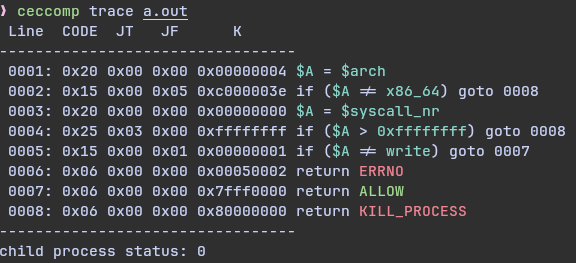 ❯ ceccomp trace a.out
Line CODE JT JF K
---------------------------------
0001: 0x20 0x00 0x00 0x00000004 $A = $arch
0002: 0x15 0x00 0x05 0xc000003e if ($A != x86_64) goto 0008
0003: 0x20 0x00 0x00 0x00000000 $A = $syscall_nr
0004: 0x25 0x03 0x00 0xffffffff if ($A > 0xffffffff) goto 0008
0005: 0x15 0x00 0x01 0x00000001 if ($A != write) goto 0007
0006: 0x06 0x00 0x00 0x00050002 return ERRNO
0007: 0x06 0x00 0x00 0x7fff0000 return ALLOW
0008: 0x06 0x00 0x00 0x80000000 return KILL_PROCESS
---------------------------------
child process status: 0